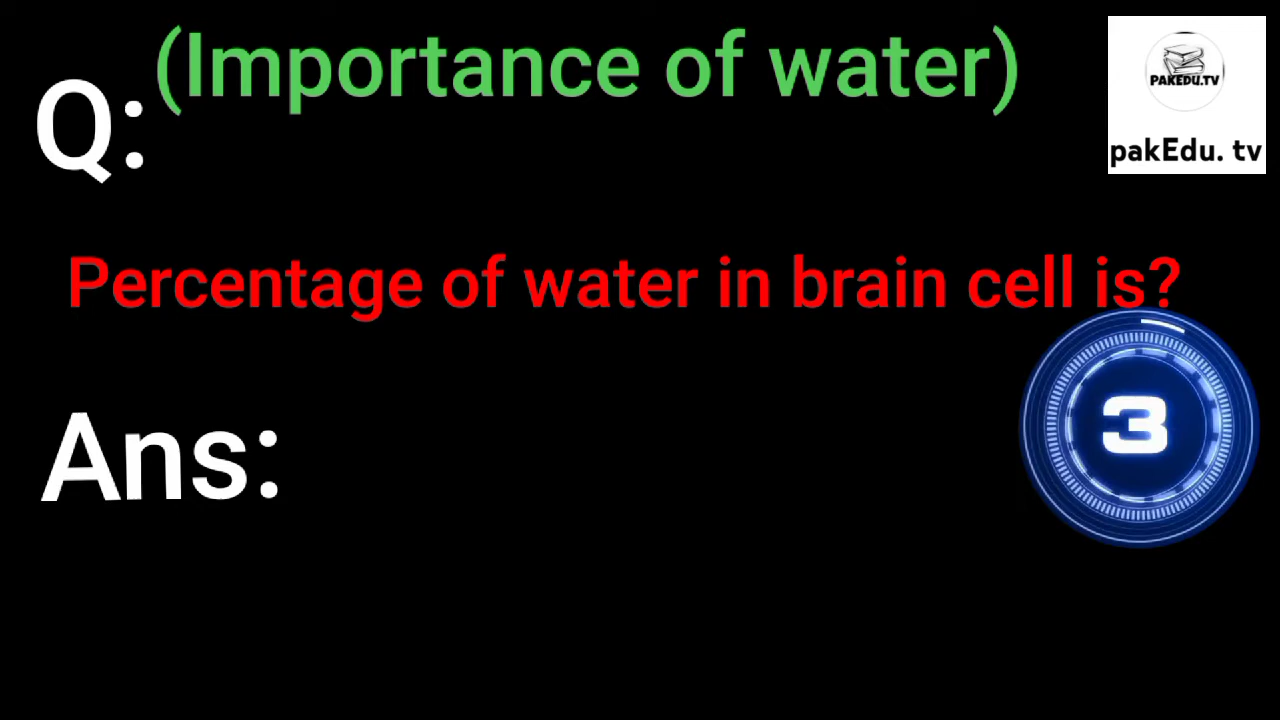 (Importance of water)
Q:
PAKEDU.TV
pakEdu. tv
Percentage of water in brain cell is?
3
Ans: